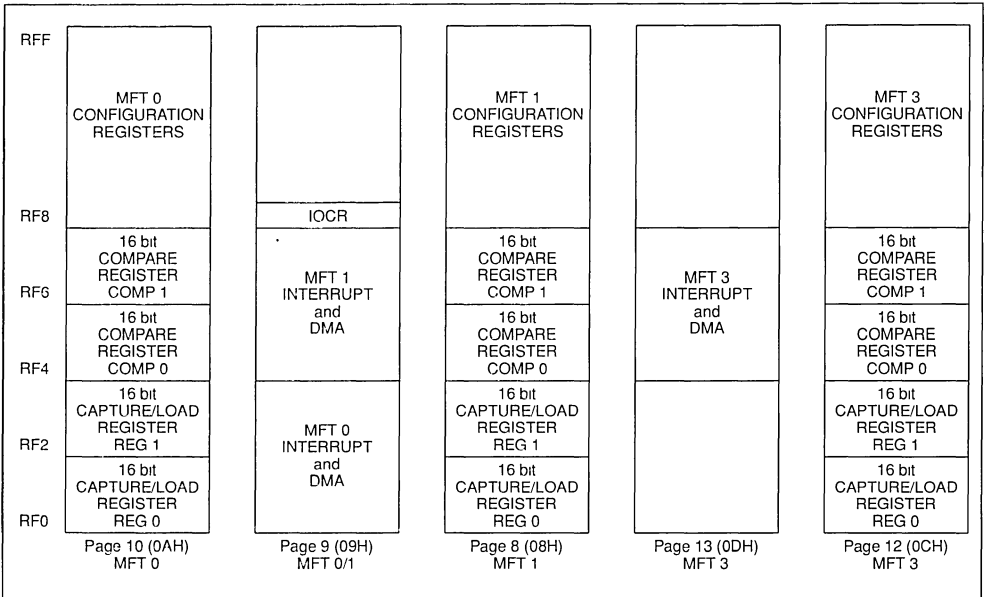 RFF
RF8
RF6
RF4
RF2
RF0
MFT 0
CONFIGURATION
REGISTERS
16 bit
COMPARE
REGISTER
COMP 1
16 bit
COMPARE
REGISTER
COMP 0
16 bit
CAPTURE/LOAD
REGISTER
REG 1
16 bit
CAPTURE/LOAD
REGISTER
REG 0
Page 10 (0AH)
MFT 0
IOCR
MFT 1
INTERRUPT
and
DMA
MFT 0
INTERRUPT
and
DMA
Page 9 (09H)
MFT 0/1
MFT 1
CONFIGURATION
REGISTERS
16 bit
COMPARE
REGISTER
COMP 1
16 bit
COMPARE
REGISTER
COMP 0
16 bit
CAPTURE/LOAD
REGISTER
REG 1
16 bit
CAPTURE/LOAD
REGISTER
REG 0
Page 8 (08H)
MFT 1
MFT 3
INTERRUPT
and
DMA
Page 13 (0DH)
MFT 3
MFT 3
CONFIGURATION
REGISTERS
16 bit
COMPARE
REGISTER
COMP 1
16 bit
COMPARE
REGISTER
COMP 0
16 bit
CAPTURE/LOAD
REGISTER
REG 1
16 bit
CAPTURE/LOAD
REGISTER
REG 0
Page 12 (0CH)
MFT 3